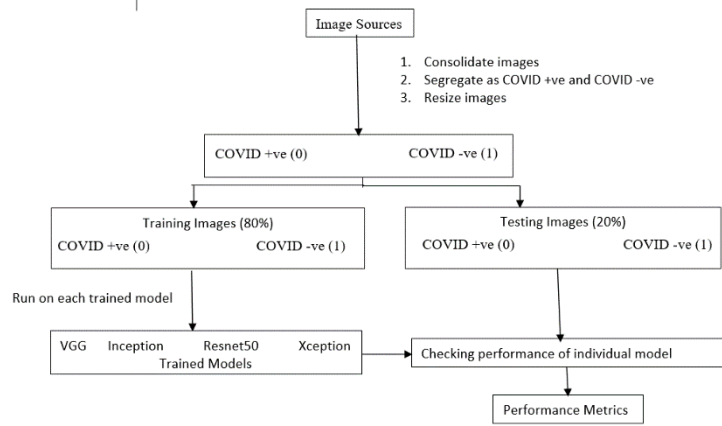 Image Sources
1. Consolidate images
2. Segregate as COVID +ve and COVID -ve
3. Resize images
COVID +ve (0) COVID -ve (1)
Training Images (80%)
COVID +ve (0) COVID -ve (1)
Testing Images (20%)
COVID +ve (0) COVID -ve (1)
Run on each trained model
VGG Inception Resnet50 Xception
Trained Models
Checking performance of individual model
Performance Metrics